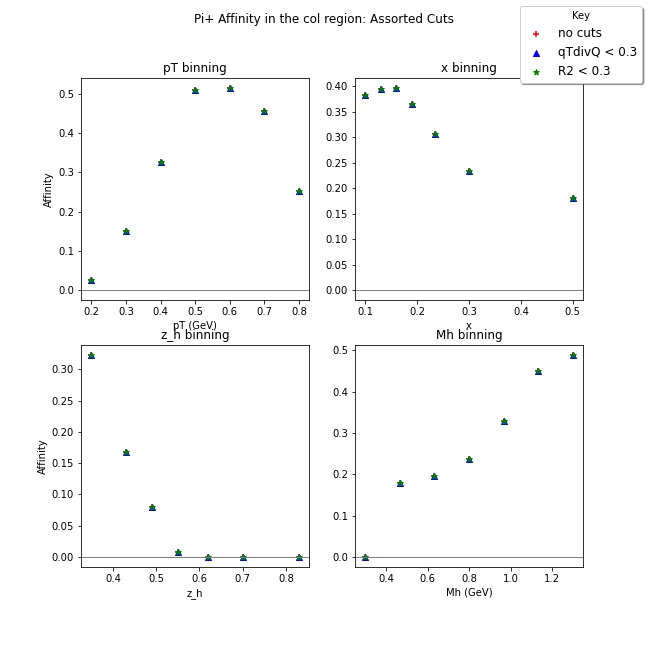 Pi+ Affinity in the col region: Assorted Cuts
Key
no cuts
qTdivQ < 0.3
R2 < 0.3
pT binning
Affinity
0.5
0.4
0.3
0.2
0.1
0.0
0.2 0.3 0.4 0.5 0.6 0.7 0.8
pT (GeV)
x binning
0.40
0.35
0.30
0.25
0.20
0.15
0.10
0.05
0.00
0.1 0.2 0.3 0.4 0.5
x
z_h binning
Affinity
0.30
0.25
0.20
0.15
0.10
0.05
0.00
0.4 0.5 0.6 0.7 0.8
z_h
Mh binning
0.5
0.4
0.3
0.2
0.1
0.0
0.4 0.6 0.8 1.0 1.2
Mh (GeV)